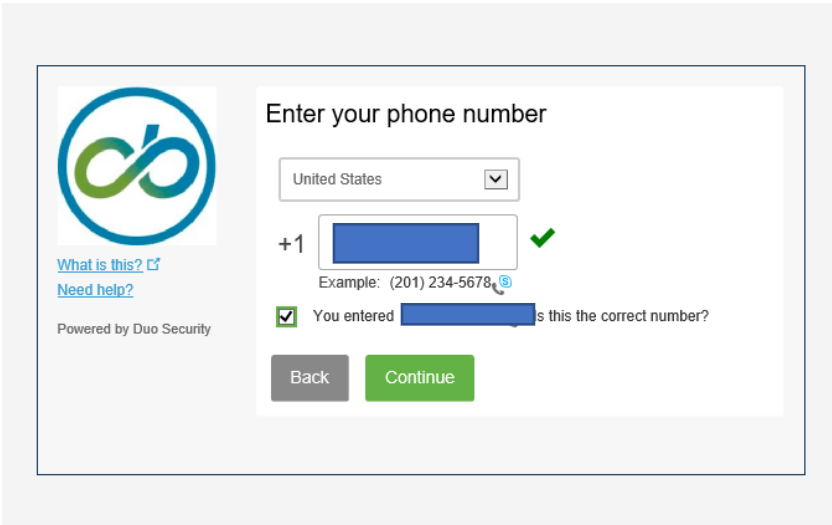 Enter your phone number
United States
+1
Example: (201) 234-5678
You entered
Is this the correct number?
Back
Continue
What is this?
Need help?
Powered by Duo Security